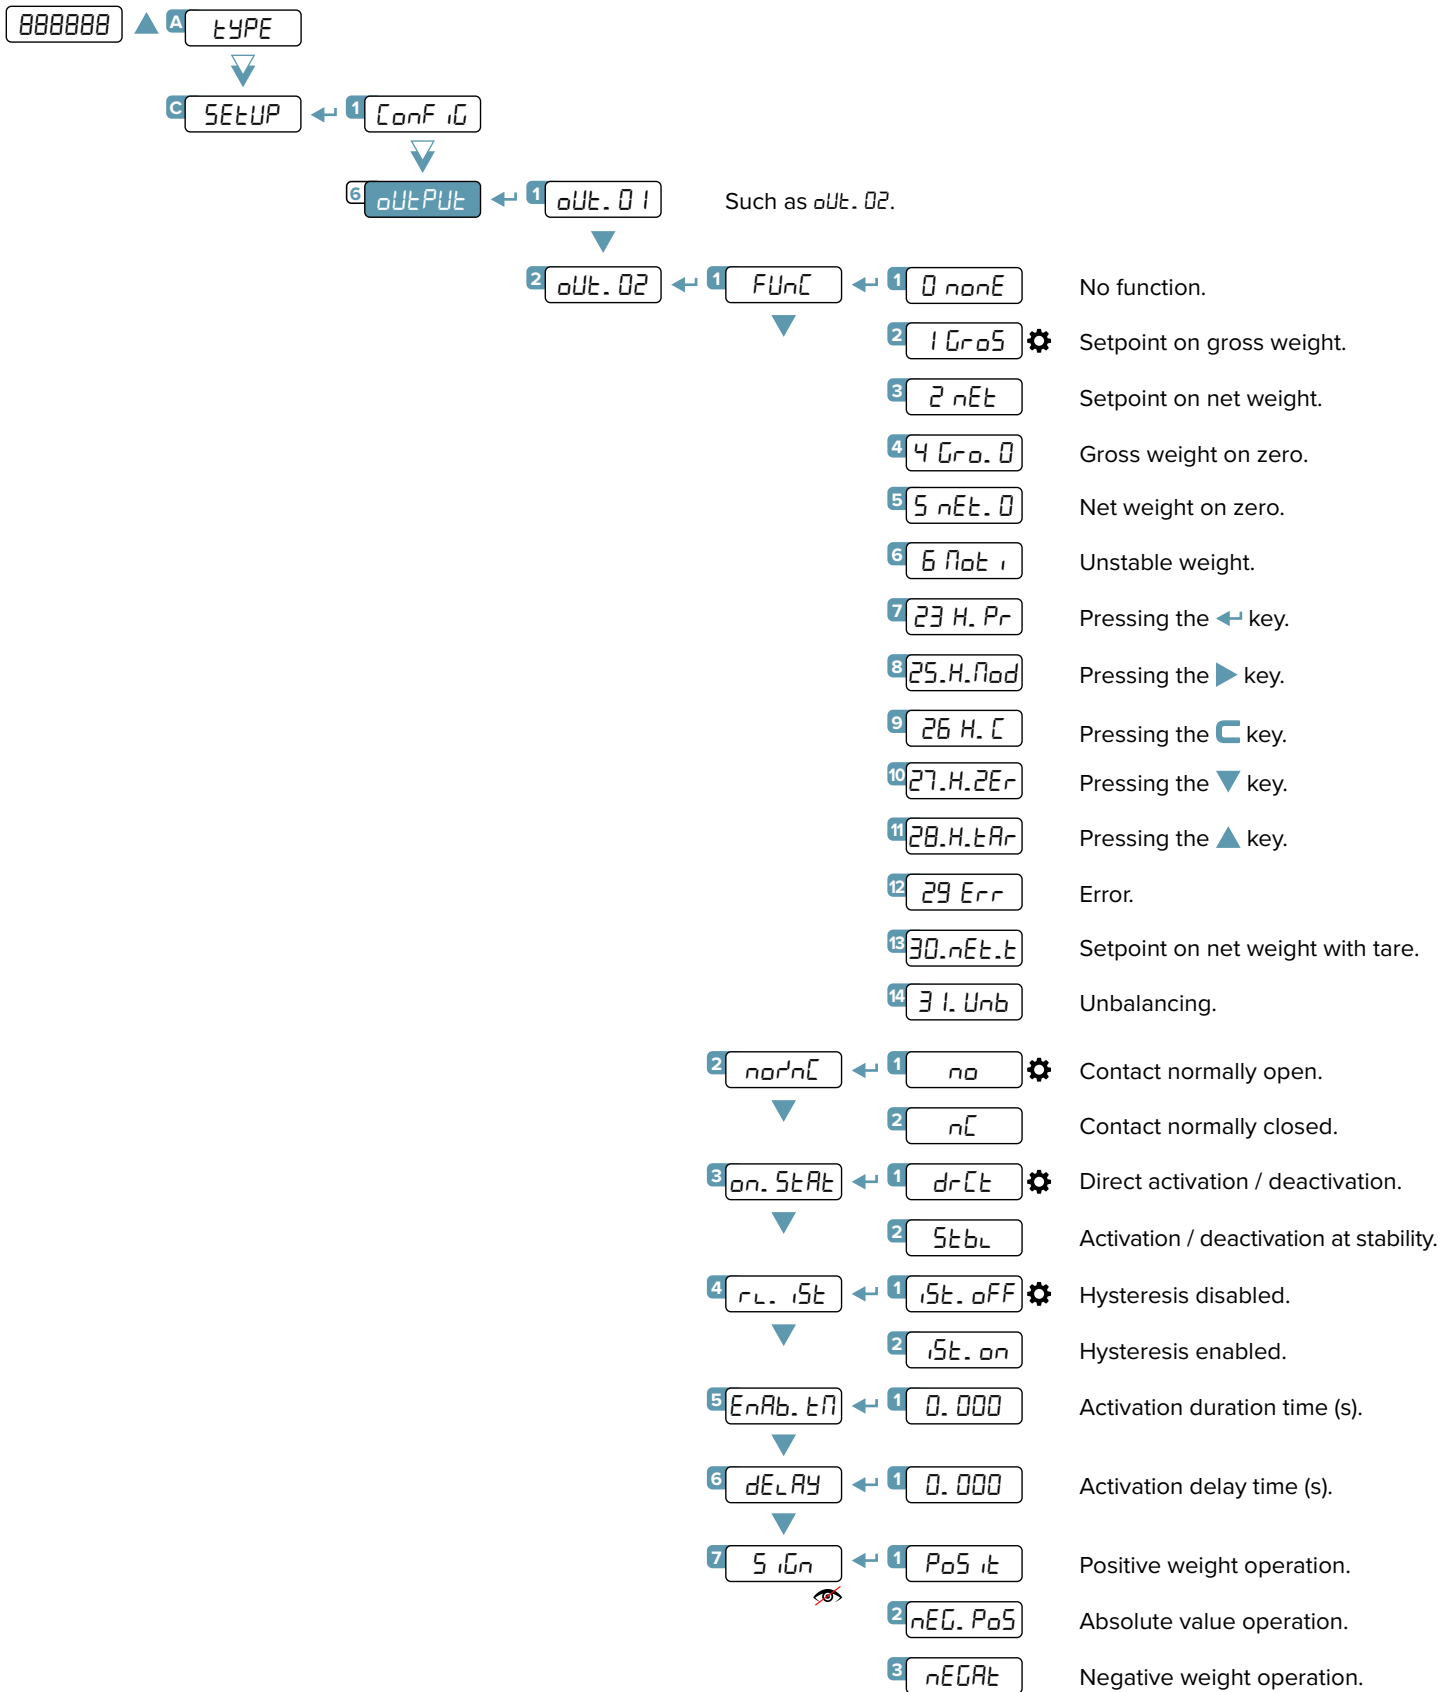 888888 A tYPE
C SEtUP 1 ConFiG
6 oUtPUt 1 oUt.01 Such as oUt.02.
2 oUt.02 1 FUnC 1 0 nonE No function.
2 1 GroS Setpoint on gross weight.
3 2 nEt Setpoint on net weight.
4 4 Gro.0 Gross weight on zero.
5 5 nEt.0 Net weight on zero.
6 6 Moti Unstable weight.
7 23 H.Pr Pressing the key.
8 25.H.Mod Pressing the key.
9 26 H.C Pressing the C key.
10 27.H.2Er Pressing the key.
11 28.H.tAr Pressing the key.
12 29 Err Error.
13 30.nEt.t Setpoint on net weight with tare.
14 31.Unb Unbalancing.
2 no/nC 1 no Contact normally open.
2 nC Contact normally closed.
3 on.StAt 1 drCt Direct activation / deactivation.
2 StbL Activation / deactivation at stability.
4 rL.iSt 1 iSt.oFF Hysteresis disabled.
2 iSt.on Hysteresis enabled.
5 EnAb.tM 1 0.000 Activation duration time (s).
6 dELAY 1 0.000 Activation delay time (s).
7 SiGn 1 PoSit Positive weight operation.
2 nEG.PoS Absolute value operation.
3 nEGAt Negative weight operation.